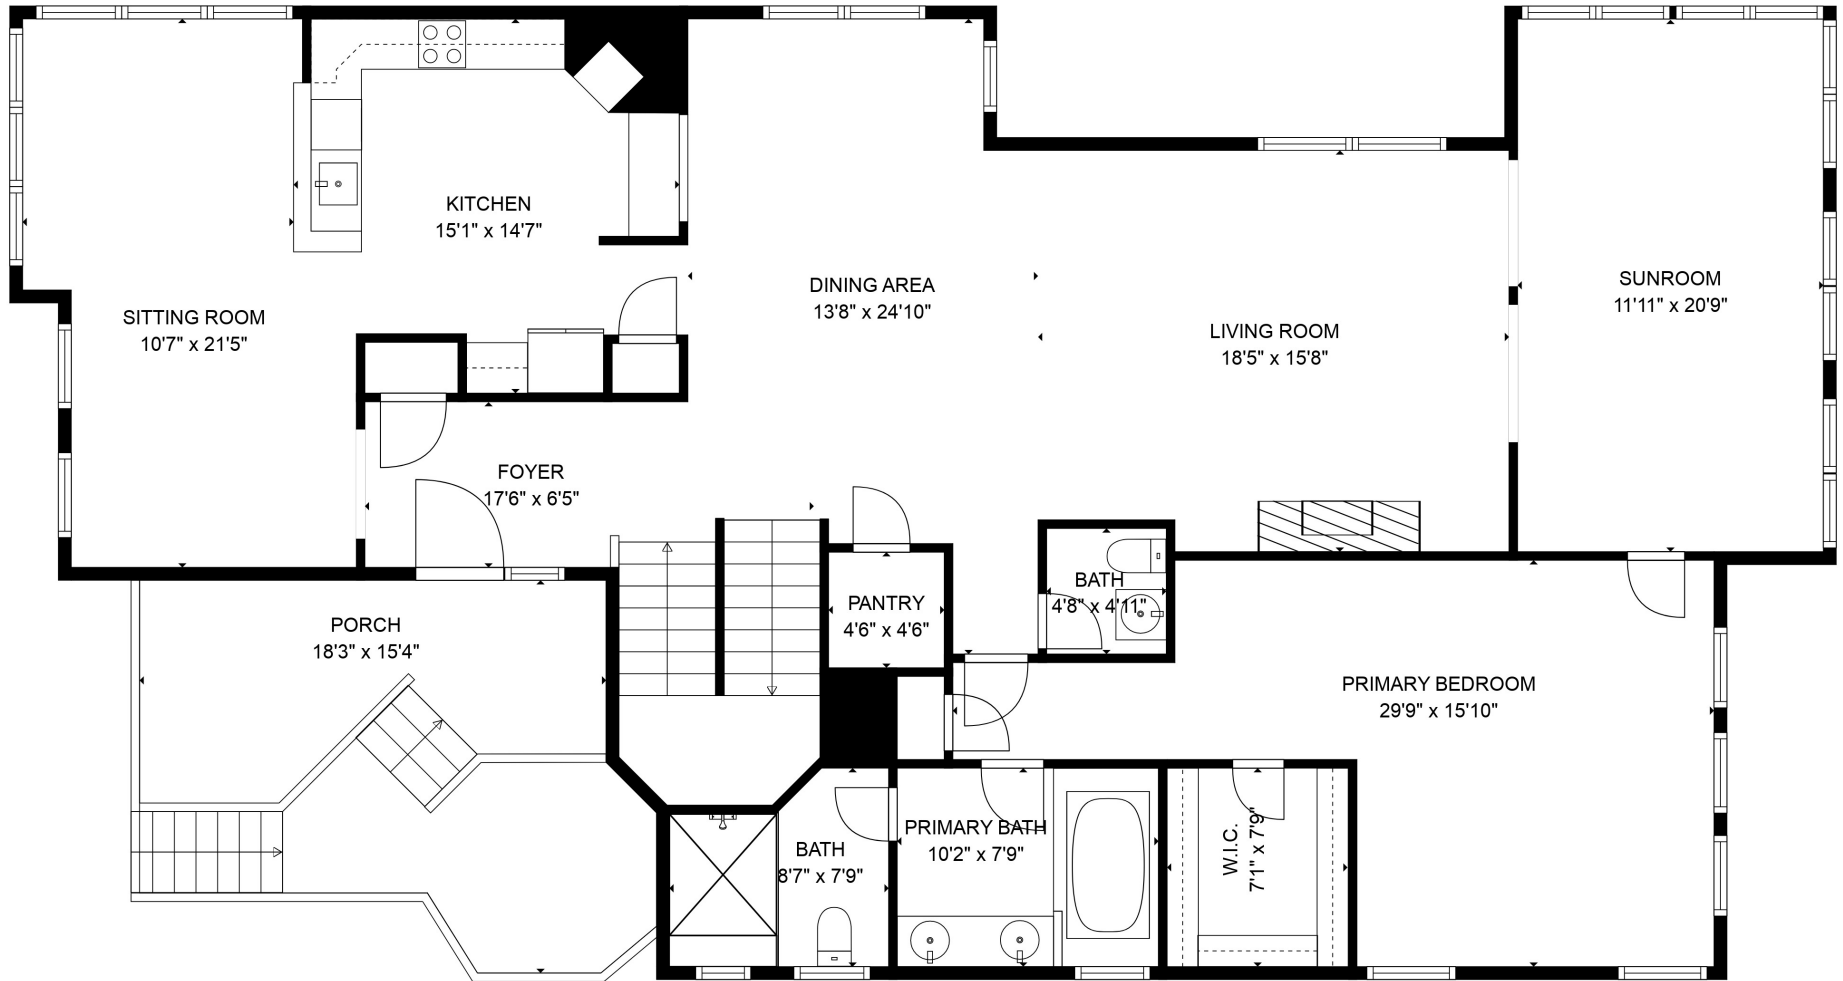 KITCHEN
15'1" x 14'7"
SITTING ROOM
10'7" x 21'5"
DINING AREA
13'8" x 24'10"
LIVING ROOM
18'5" x 15'8"
SUNROOM
11'11" x 20'9"
FOYER
17'6" x 6'5"
PORCH
18'3" x 15'4"
PANTRY
4'6" x 4'6"
BATH
4'8" x 4'11"
PRIMARY BEDROOM
29'9" x 15'10"
BATH
8'7" x 7'9"
PRIMARY BATH
10'2" x 7'9"
W.I.C.
7'1" x 7'9"